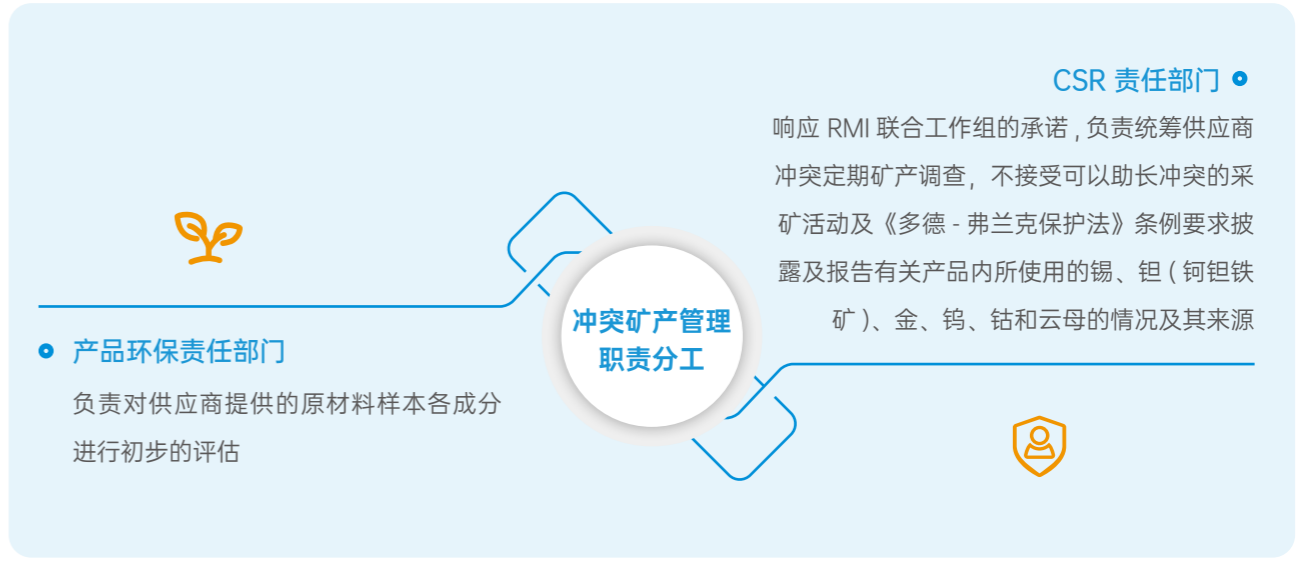 CSR 责任部门
响应 RMI 联合工作组的承诺 , 负责统筹供应商
冲突定期矿产调查，不接受可以助长冲突的采
矿活动及《多德 - 弗兰克保护法》条例要求披
露及报告有关产品内所使用的锡、钽 ( 钶钽铁
矿 )、金、钨、钴和云母的情况及其来源
冲突矿产管理
职责分工
产品环保责任部门
负责对供应商提供的原材料样本各成分
进行初步的评估